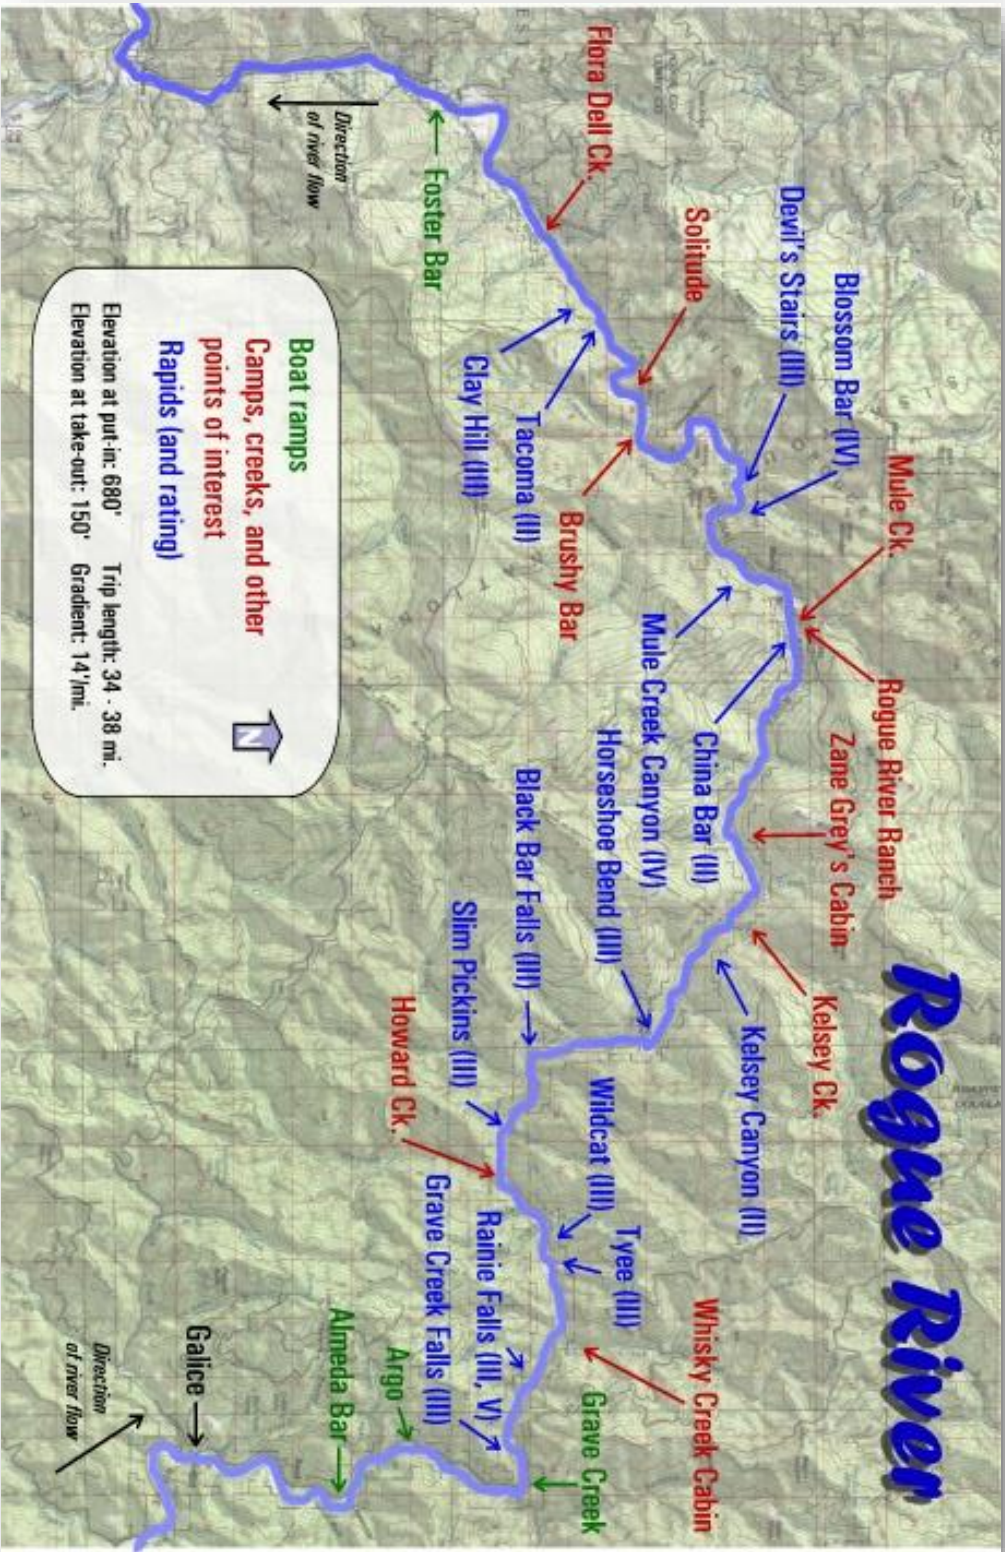 Rogue River
Blossom Bar (IV)
Devil's Stairs (III)
Solitude
Flora Dell Ck.
Mule Ck.
Rogue River Ranch
Zane Grey's Cabin
Kelsey Ck.
Kelsey Canyon (II)
Whisky Creek Cabin
Tyee (III)
Wildcat (III)
Grave Creek
China Bar (II)
Mule Creek Canyon (IV)
Horseshoe Bend (III)
Brushy Bar
Tacoma (II)
Clay Hill (III)
Foster Bar
Black Bar Falls (III)
Slim Pickins (III)
Howard Ck.
Rainie Falls (III, V)
Grave Creek Falls (III)
Argo
Almeda Bar
Galice
Direction
of river flow
Direction
of river flow
Boat ramps
Camps, creeks, and other
points of interest
Rapids (and rating)
N
Elevation at put-in: 680' Trip length: 34 - 38 mi.
Elevation at take-out: 150' Gradient: 14'/mi.